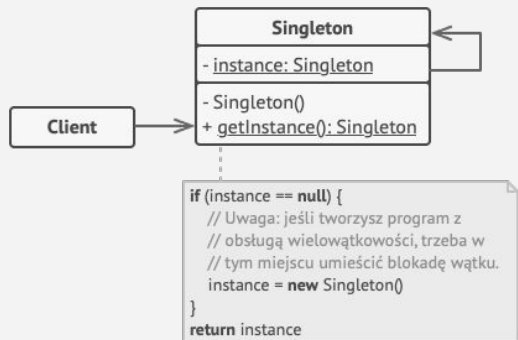 Singleton
- instance: Singleton
- Singleton()
+ getInstance(): Singleton
Client
if (instance == null) {
// Uwaga: jeśli tworzysz program z
// obsługą wielowątkowości, trzeba w
// tym miejscu umieścić blokadę wątku.
instance = new Singleton()
}
return instance